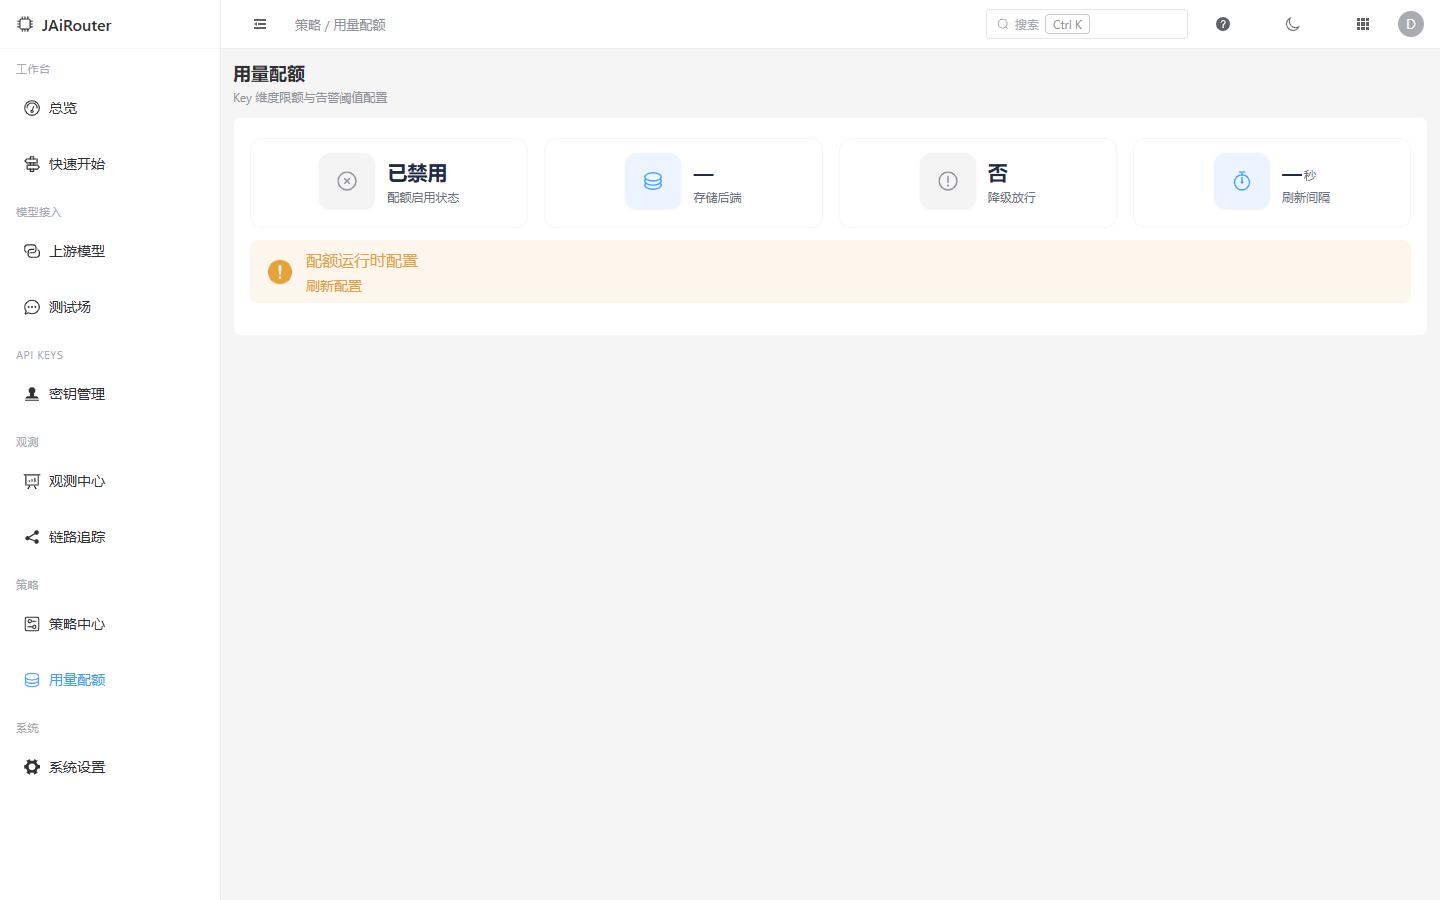 JAiRouter
策略 / 用量配额
搜索 Ctrl K
D
工作台
总览
快速开始
模型接入
上游模型
测试场
API KEYS
密钥管理
观测
观测中心
链路追踪
策略
策略中心
用量配额
系统
系统设置
用量配额
Key 维度限额与告警阈值配置
已禁用
配额启用状态
—
存储后端
否
降级放行
—秒
刷新间隔
配额运行时配置
刷新配置